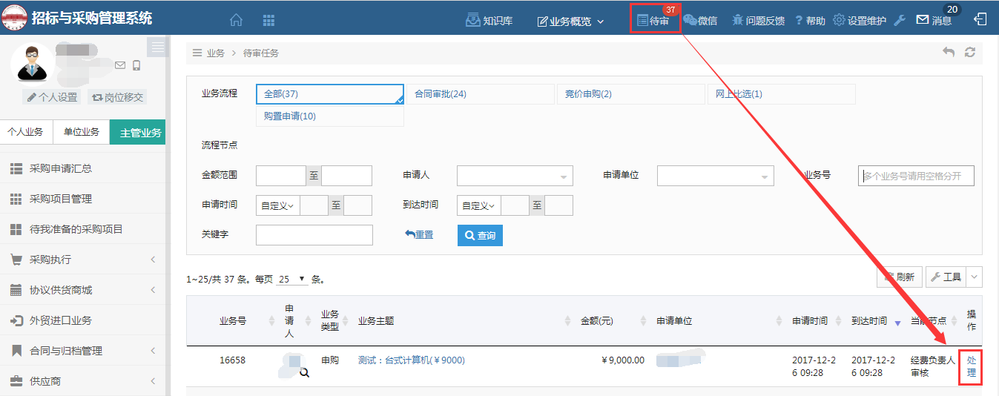 招标与采购管理系统
知识库 业务概览 待审 37 微信 问题反馈 ? 帮助 设置维护 消息 20
业务 > 待审任务
个人设置 岗位移交
个人业务 单位业务 主管业务
采购申请汇总
采购项目管理
待我准备的采购项目
采购执行
协议供货商城
外贸进口业务
合同与归档管理
供应商
业务流程 全部(37) 合同审批(24) 竞价申购(2) 网上比选(1)
购置申请(10)
流程节点
金额范围 至 申请人 申请单位 业务号 多个业务号请用空格分开
申请时间 自定义 至 到达时间 自定义 至
关键字 重置 查询
1~25/共 37 条。每页 25 条。 刷新 工具
业务号 申请人 业务类型 业务主题 金额(元) 申请单位 申请时间 到达时间 当前节点 操作
16658 申购 测试：台式计算机(¥9000) ¥9,000.00 2017-12-26 09:28 2017-12-26 09:28 经费负责人审核 处理